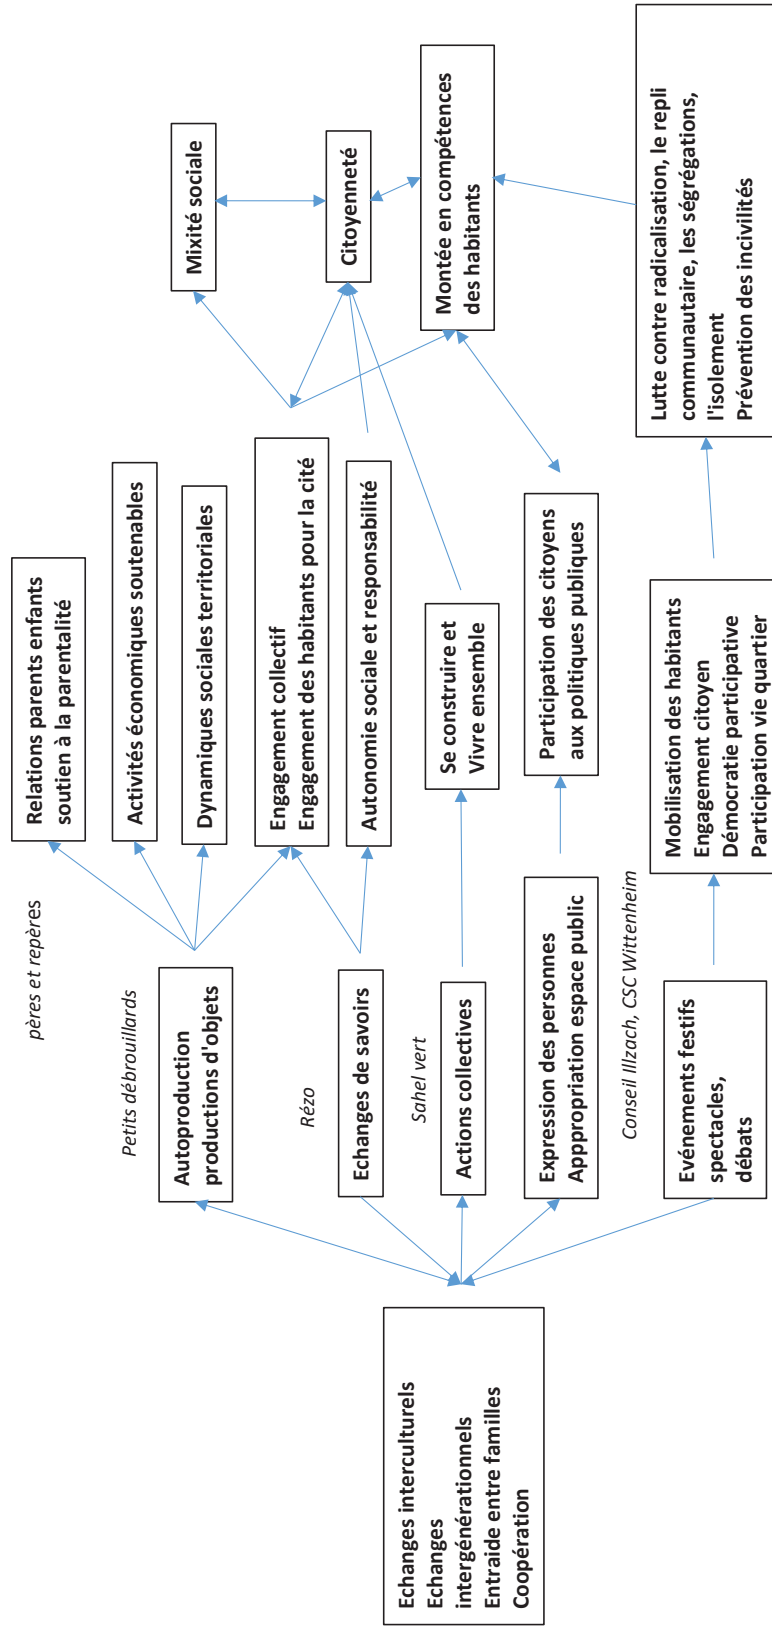 Echanges interculturels
Echanges
intergénérationnels
Entraide entre familles
Coopération
pères et repères
Petits débrouillards
Autoproduction
productions d'objets
Rézo
Echanges de savoirs
Sahel vert
Actions collectives
Expression des personnes
Apppropriation espace public
Conseil Illzach, CSC Wittenheim
Evénements festifs
spectacles,
débats
Relations parents enfants
soutien à la parentalité
Activités économiques soutenables
Dynamiques sociales territoriales
Engagement collectif
Engagement des habitants pour la cité
Autonomie sociale et responsabilité
Se construire et
Vivre ensemble
Participation des citoyens
aux politiques publiques
Mobilisation des habitants
Engagement citoyen
Démocratie participative
Participation vie quartier
Mixité sociale
Citoyenneté
Montée en compétences
des habitants
Lutte contre radicalisation, le repli
communautaire, les ségrégations,
l'isolement
Prévention des incivilités